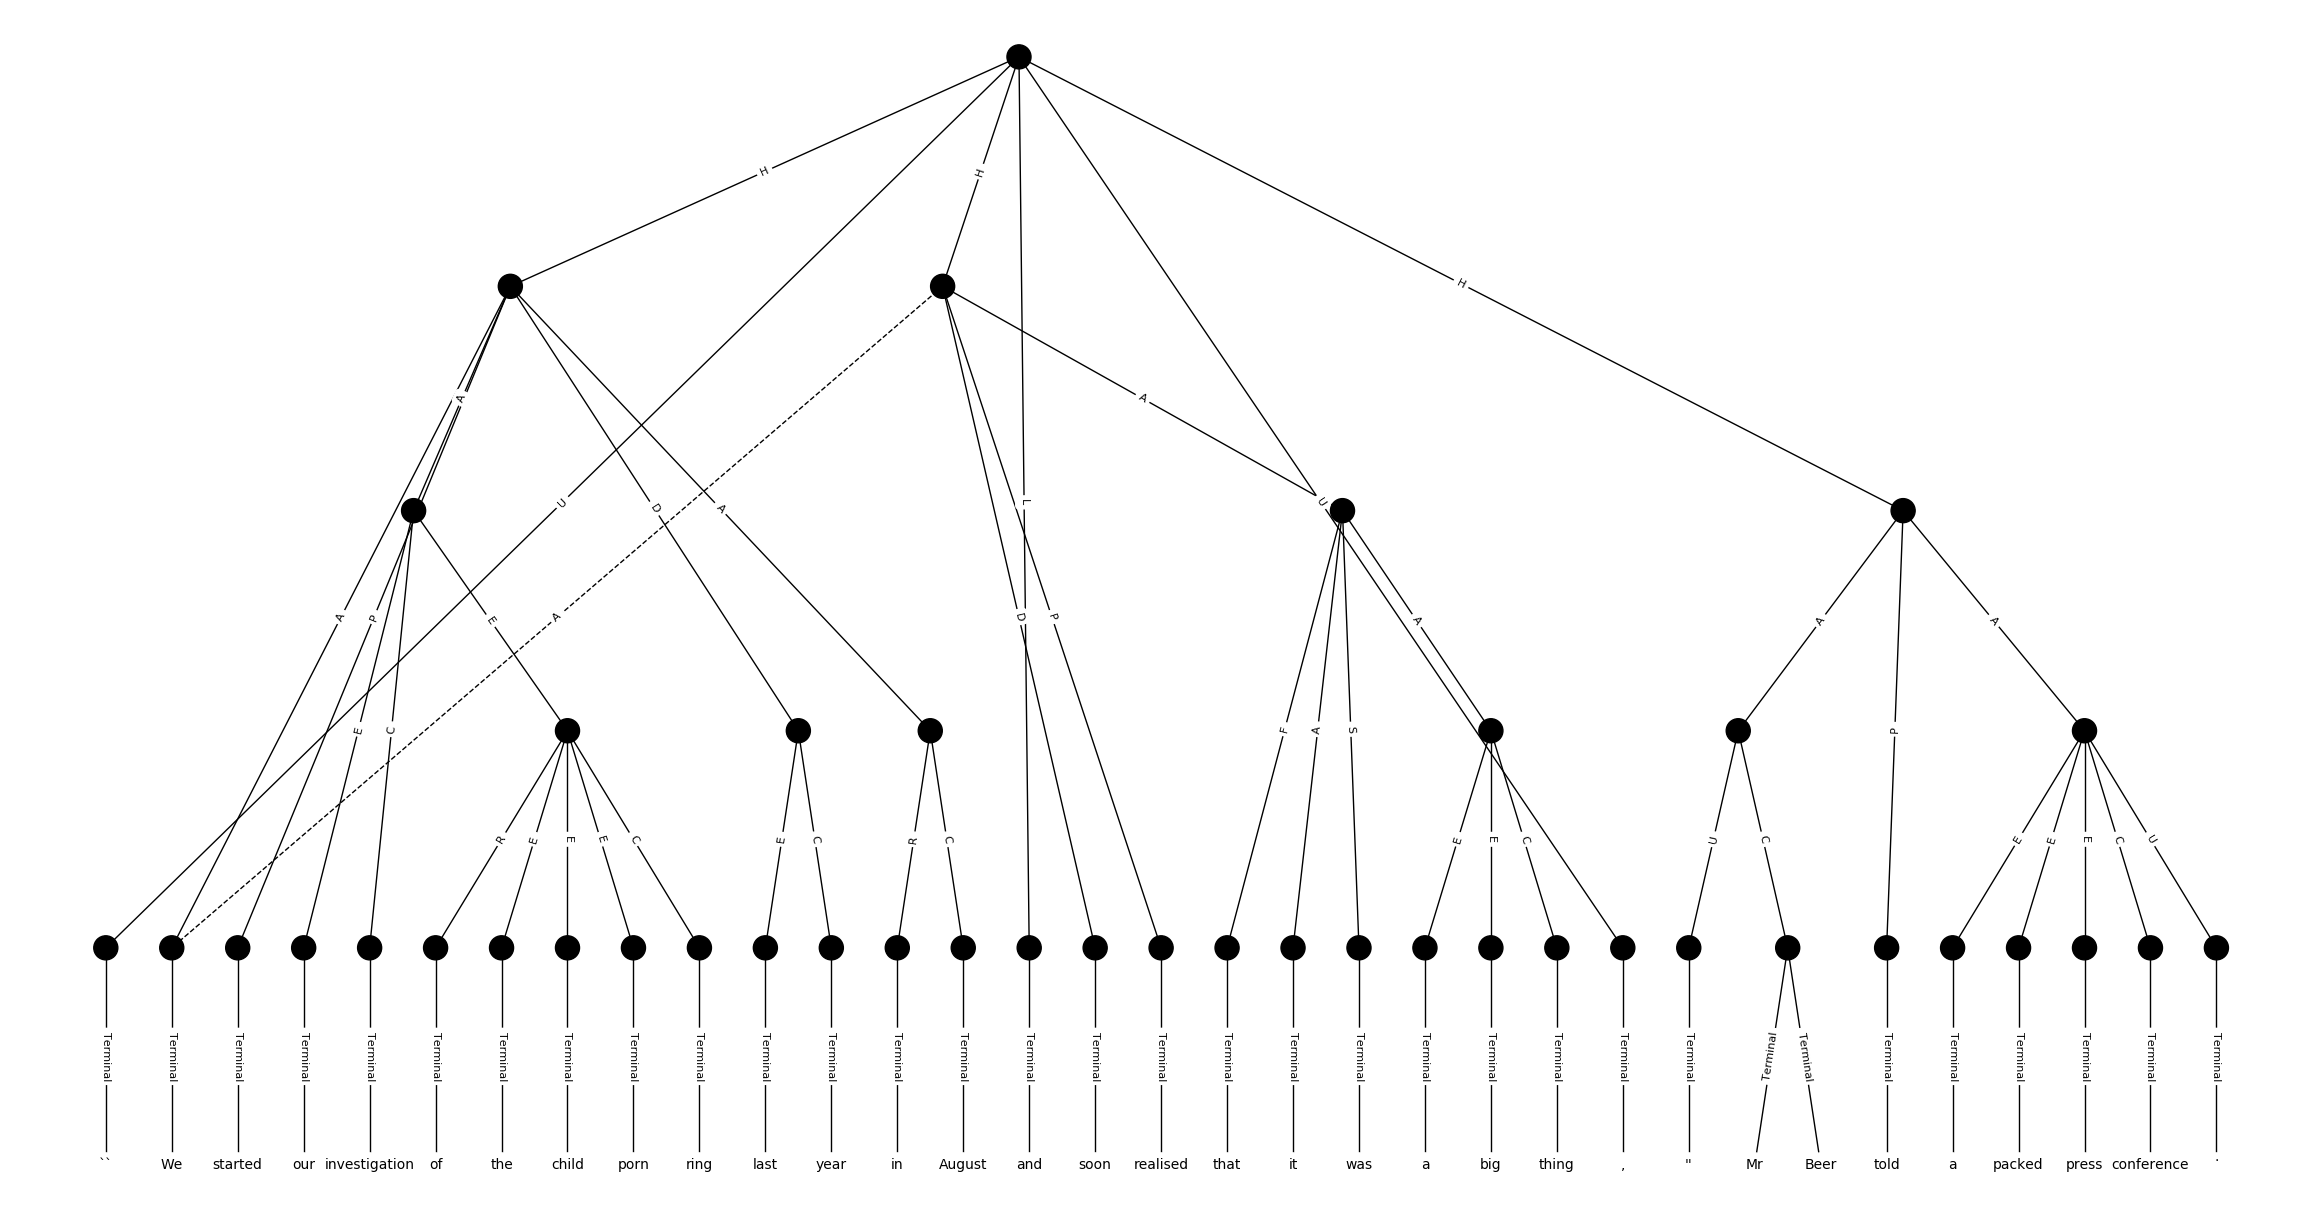 H
H
H
A
A
U
D
A
L
U
A
P
E
A
D
P
A
A
A
E
C
F
A
S
P
R
E
E
E
C
E
C
R
C
E
E
C
U
C
E
E
E
C
U
Terminal Terminal Terminal Terminal Terminal Terminal Terminal Terminal Terminal Terminal Terminal Terminal Terminal Terminal Terminal Terminal Terminal Terminal Terminal Terminal Terminal Terminal Terminal Terminal Terminal Terminal Terminal Terminal Terminal Terminal Terminal Terminal Terminal
`` We started our investigation of the child porn ring last year in August and soon realised that it was a big thing , " Mr Beer told a packed press conference .